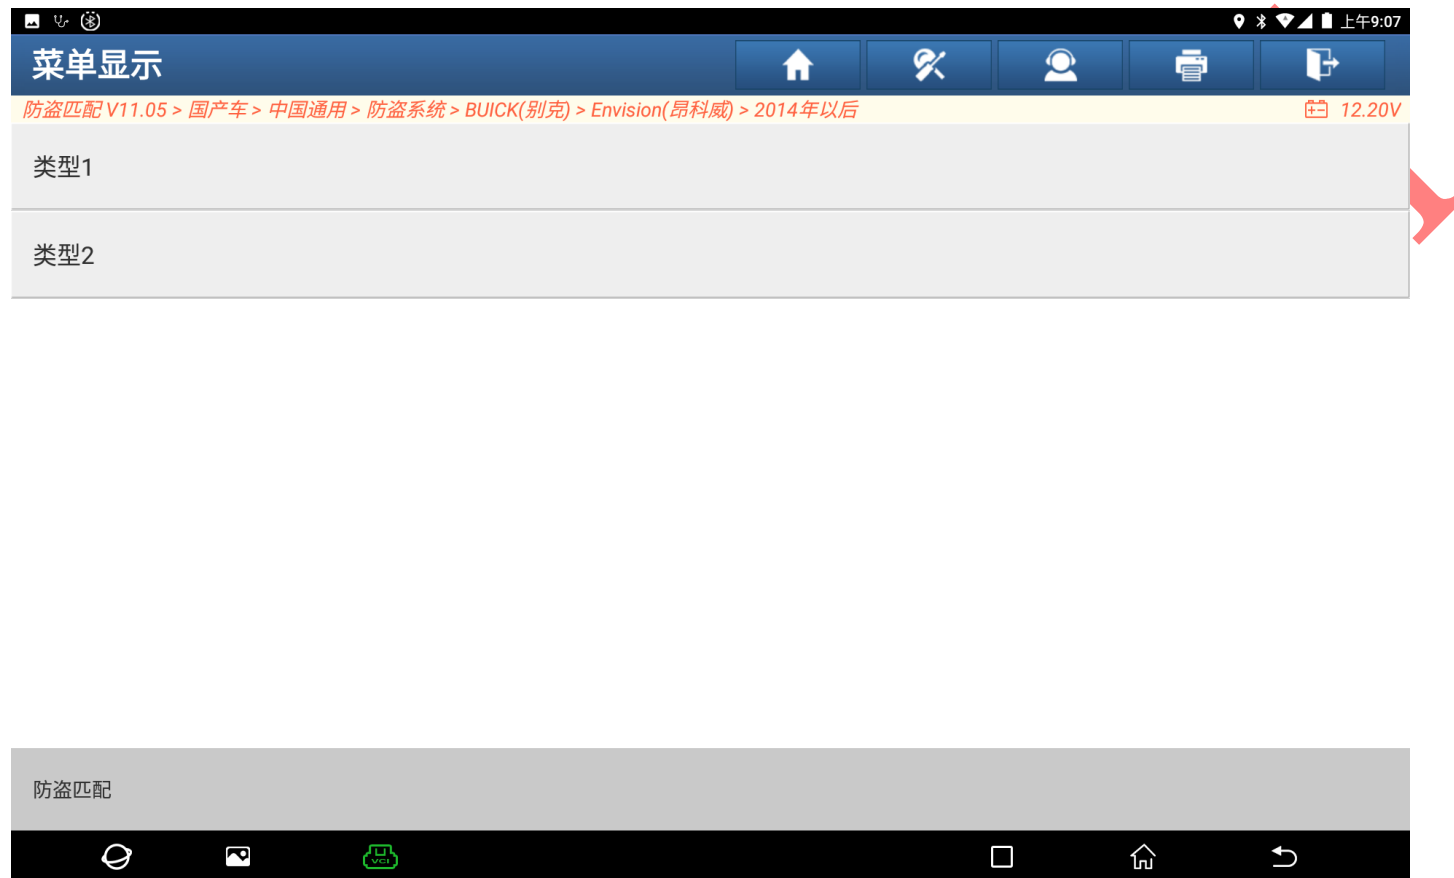 上午9:07
菜单显示
防盗匹配 V11.05 > 国产车 > 中国通用 > 防盗系统 > BUICK(别克) > Envision(昂科威) > 2014年以后
12.20V
类型1
类型2
防盗匹配
VCI